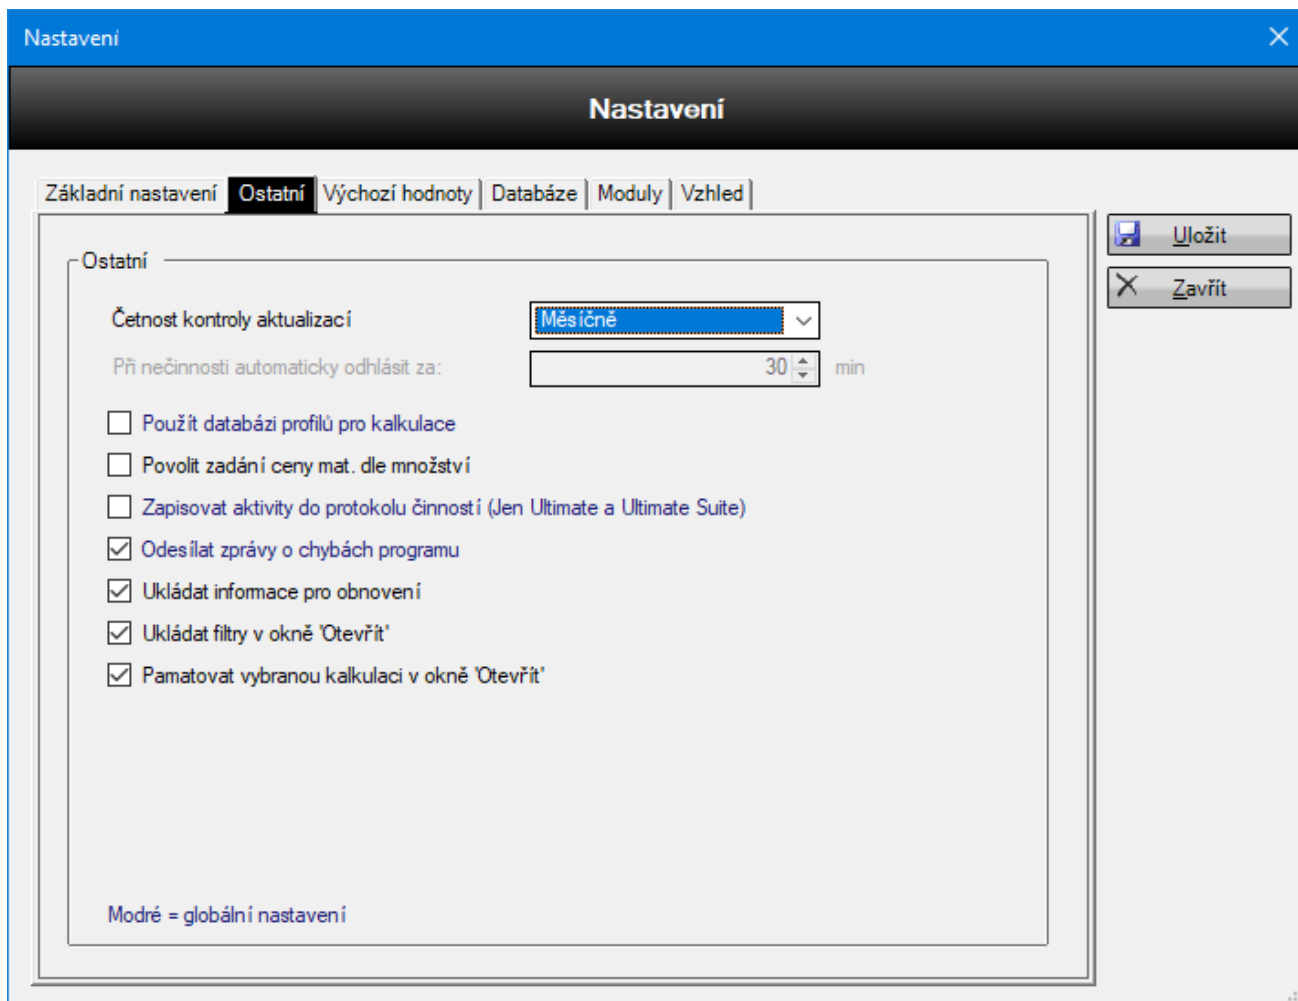 Nastavení
Nastavení
Základní nastavení Ostatní Výchozí hodnoty Databáze Moduly Vzhled
Uložit
Zavřít
Ostatní
Četnost kontroly aktualizací Měsíčně
Při nečinnosti automaticky odhlásit za: 30 min
Použít databázi profilů pro kalkulace
Povolit zadání ceny mat. dle množství
Zapisovat aktivity do protokolu činností (Jen Ultimate a Ultimate Suite)
Odesílat zprávy o chybách programu
Ukládat informace pro obnovení
Ukládat filtry v okně 'Otevřít'
Pamatovat vybranou kalkulaci v okně 'Otevřít'
Modré = globální nastavení